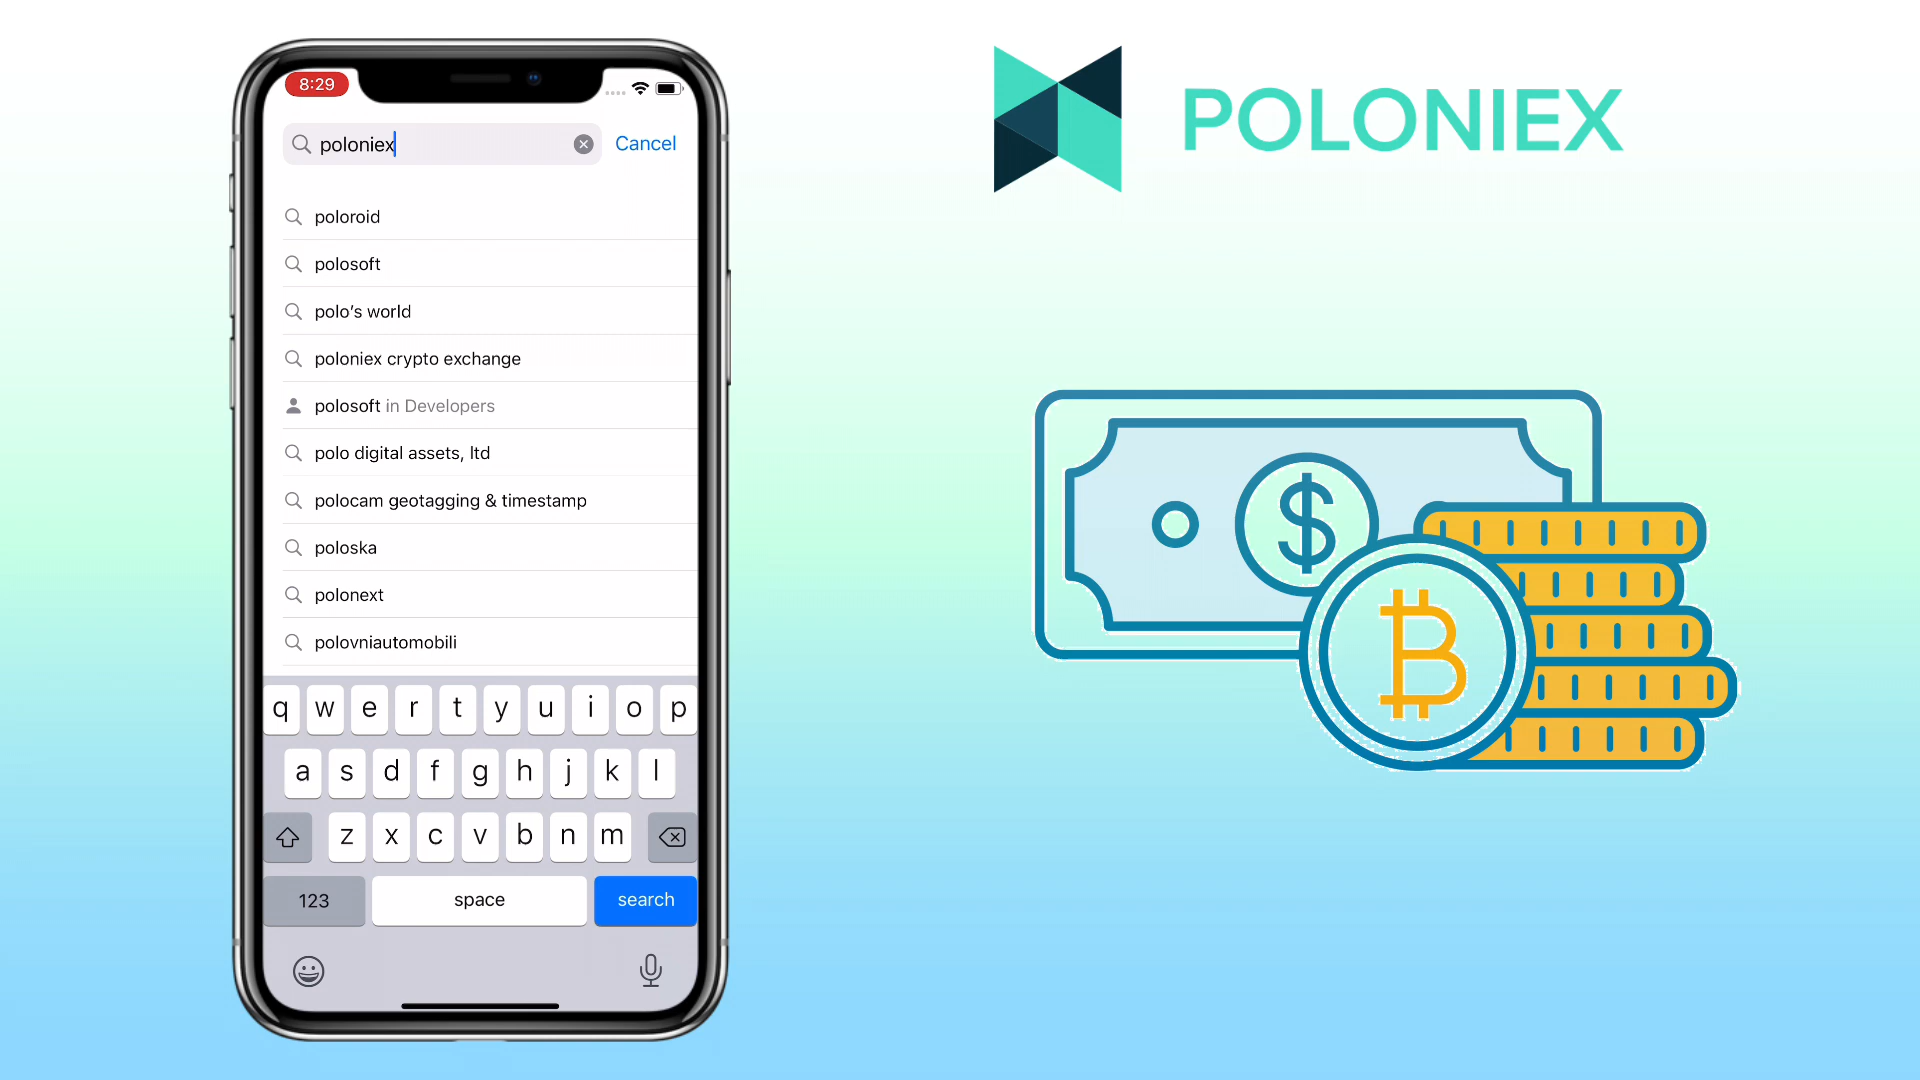 8:29
poloniex
Cancel
poloroid
polosoft
polo’s world
poloniex crypto exchange
polosoft in Developers
polo digital assets, ltd
polocam geotagging & timestamp
poloska
polonext
polovniautomobili
q w e r t y u i o p
a s d f g h j k l
z x c v b n m
123
space
search
POLONIEX
$
₿